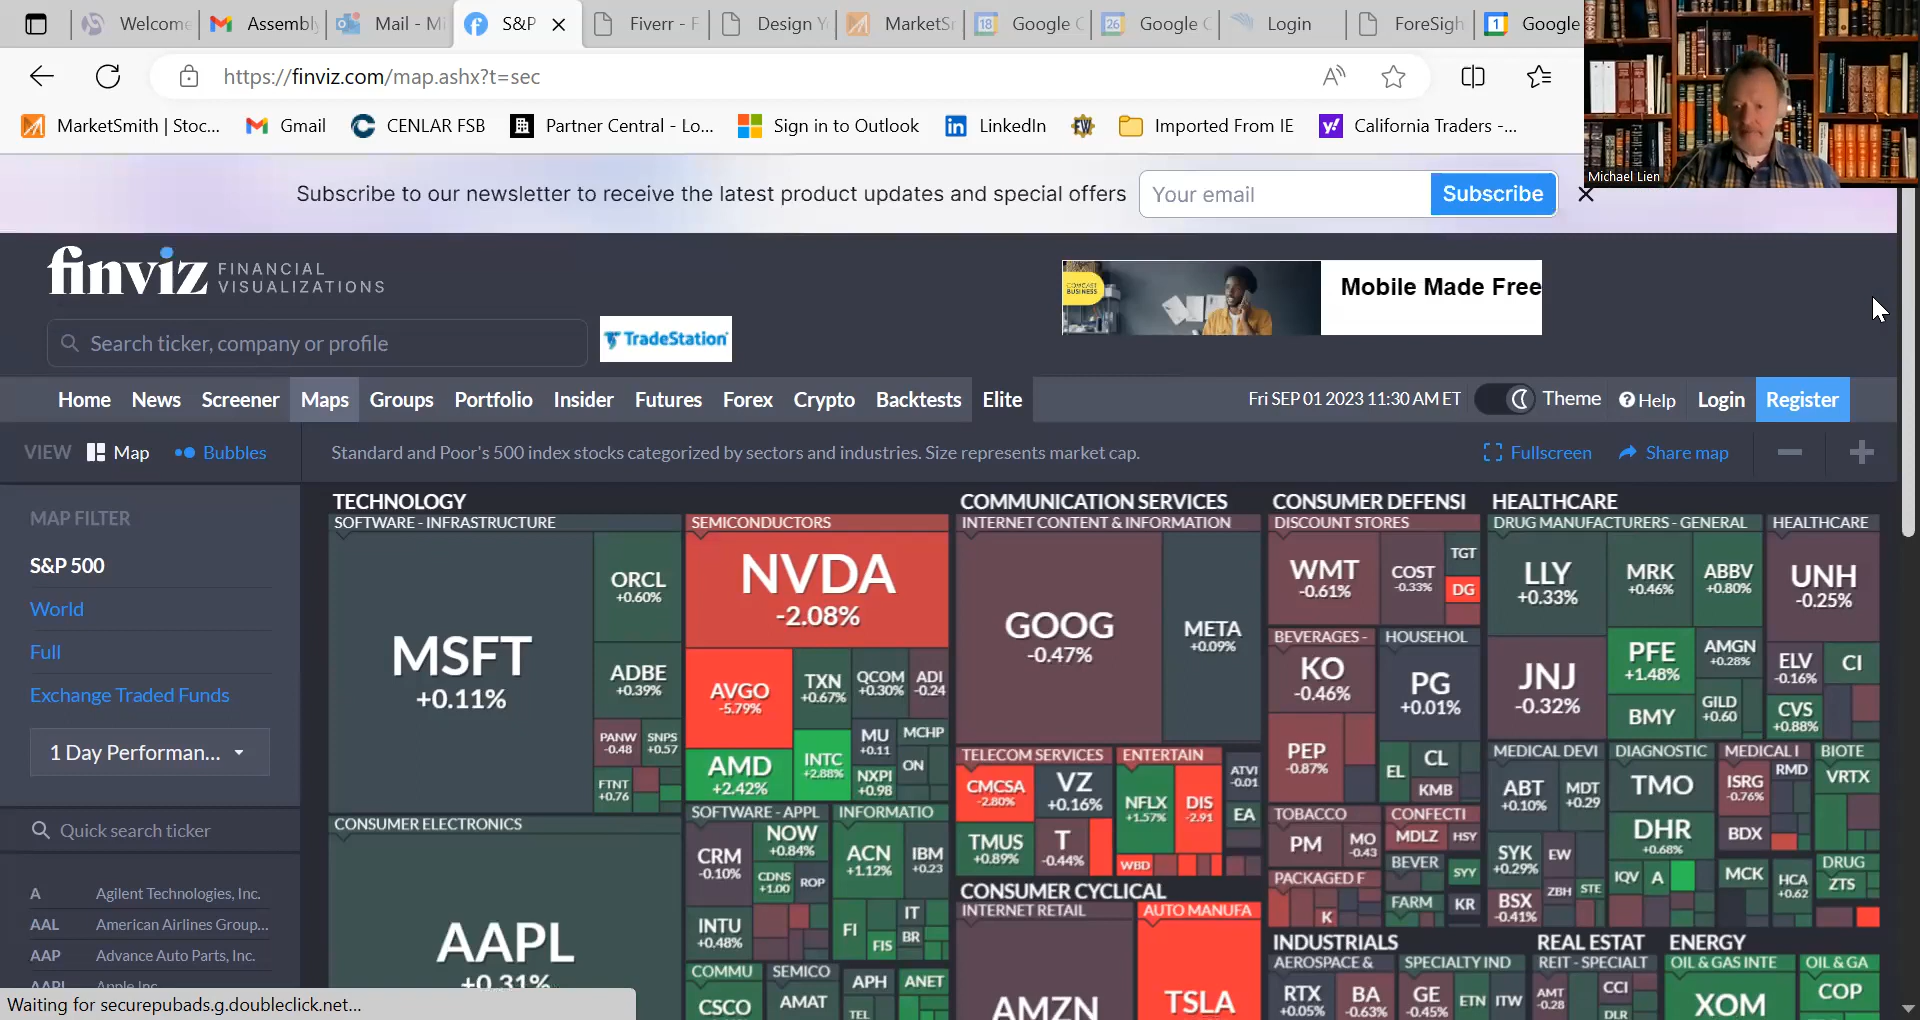 Welcome
Assembly
Mail - Mi
S&P
Fiverr - F
Design Y
MarketSr
18
Google C
26
Google C
Login
ForeSigh
1
Google
https://finviz.com/map.ashx?t=sec
MarketSmith | Stoc...
Gmail
CENLAR FSB
Partner Central - Lo...
Sign in to Outlook
LinkedIn
Imported From IE
California Traders -...
Michael Lien
Subscribe to our newsletter to receive the latest product updates and special offers
Your email
Subscribe
finviz
FINANCIAL
VISUALIZATIONS
COMCAST
BUSINESS
Mobile Made Free
Search ticker, company or profile
TradeStation
Home News Screener Maps Groups Portfolio Insider Futures Forex Crypto Backtests Elite
Fri SEP 01 2023 11:30 AM ET
Theme
Help
Login
Register
VIEW
Map
Bubbles
Standard and Poor's 500 index stocks categorized by sectors and industries. Size represents market cap.
Fullscreen
Share map
MAP FILTER
S&P 500
World
Full
Exchange Traded Funds
1 Day Performan...
Quick search ticker
A Agilent Technologies, Inc.
AAL American Airlines Group...
AAP Advance Auto Parts, Inc.
AAPL Apple Inc.
Waiting for securepubads.g.doubleclick.net...
TECHNOLOGY
SOFTWARE - INFRASTRUCTURE
MSFT
+0.11%
ORCL
+0.60%
ADBE
+0.39%
PANW
-0.48
SNPS
+0.57
FTNT
+0.76
CONSUMER ELECTRONICS
AAPL
+0.31%
SEMICONDUCTORS
NVDA
-2.08%
AVGO
-5.79%
TXN
+0.67%
QCOM
+0.30%
ADI
-0.24
AMD
+2.42%
INTC
+2.88%
MU
+0.11
MCHP
NXPI
+0.98
ON
SOFTWARE - APPL
CRM
-0.10%
NOW
+0.84%
CDNS
+1.00
ROP
INTU
+0.48%
INFORMATIO
ACN
+1.12%
IBM
+0.23
FI
IT
FIS
BR
COMMU
CSCO
SEMICO
AMAT
APH
ANET
TEL
COMMUNICATION SERVICES
INTERNET CONTENT & INFORMATION
GOOG
-0.47%
META
+0.09%
TELECOM SERVICES
CMCSA
-2.80%
VZ
+0.16%
TMUS
+0.89%
T
-0.44%
ENTERTAIN
NFLX
+1.57%
DIS
-2.91
WBD
ATVI
-0.01
EA
CONSUMER CYCLICAL
INTERNET RETAIL
AMZN
AUTO MANUFA
TSLA
CONSUMER DEFENSI
DISCOUNT STORES
WMT
-0.61%
COST
-0.33%
TGT
DG
BEVERAGES -
KO
-0.46%
PEP
-0.87%
HOUSEHOL
PG
+0.01%
EL
CL
KMB
TOBACCO
PM
MO
-0.43
CONFECTI
MDLZ
HSY
PACKAGED F
K
BEVER
SYY
FARM
KR
HEALTHCARE
DRUG MANUFACTURERS - GENERAL
LLY
+0.33%
MRK
+0.46%
ABBV
+0.80%
JNJ
-0.32%
PFE
+1.48%
AMGN
+0.28%
BMY
GILD
+0.60
HEALTHCARE
UNH
-0.25%
ELV
-0.16%
CI
CVS
+0.88%
MEDICAL DEVI
ABT
+0.10%
MDT
+0.29
SYK
+0.29%
EW
BSX
-0.41%
ZBH
STE
DIAGNOSTIC
TMO
DHR
+0.68%
IQV
A
MEDICAL I
ISRG
-0.76%
RMD
BDX
MCK
HCA
+0.62
BIOTE
VRTX
DRUG
ZTS
INDUSTRIALS
AEROSPACE &
RTX
+0.05%
BA
-0.63%
SPECIALTY IND
GE
-0.45%
ETN
ITW
REAL ESTAT
REIT - SPECIALT
AMT
-0.28
CCI
DLR
ENERGY
OIL & GAS INTE
XOM
OIL & GA
COP